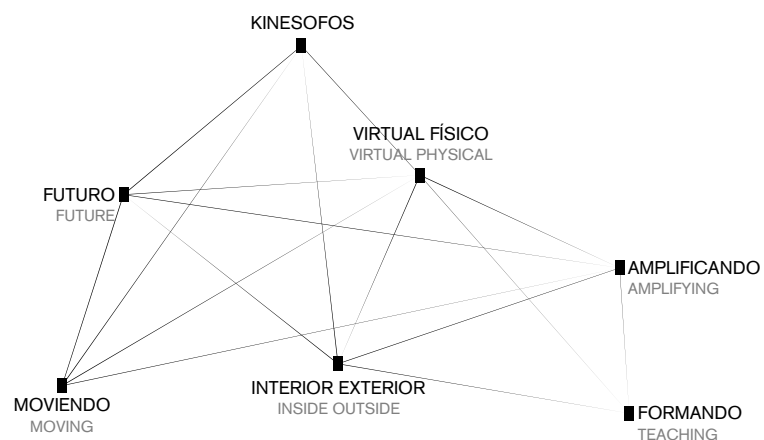 KINESOFOS
VIRTUAL FÍSICO
VIRTUAL PHYSICAL
FUTURO
FUTURE
AMPLIFICANDO
AMPLIFYING
INTERIOR EXTERIOR
INSIDE OUTSIDE
MOVIENDO
MOVING
FORMANDO
TEACHING